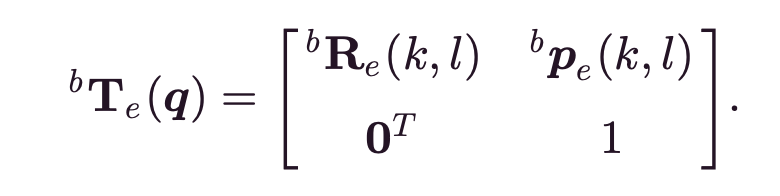 $${}^{b}\mathbf{T}_{e}(\boldsymbol{q}) = \begin{bmatrix} {}^{b}\mathbf{R}_{e}(k, l) & {}^{b}\boldsymbol{p}_{e}(k, l) \\ \mathbf{0}^{T} & 1 \end{bmatrix}.$$